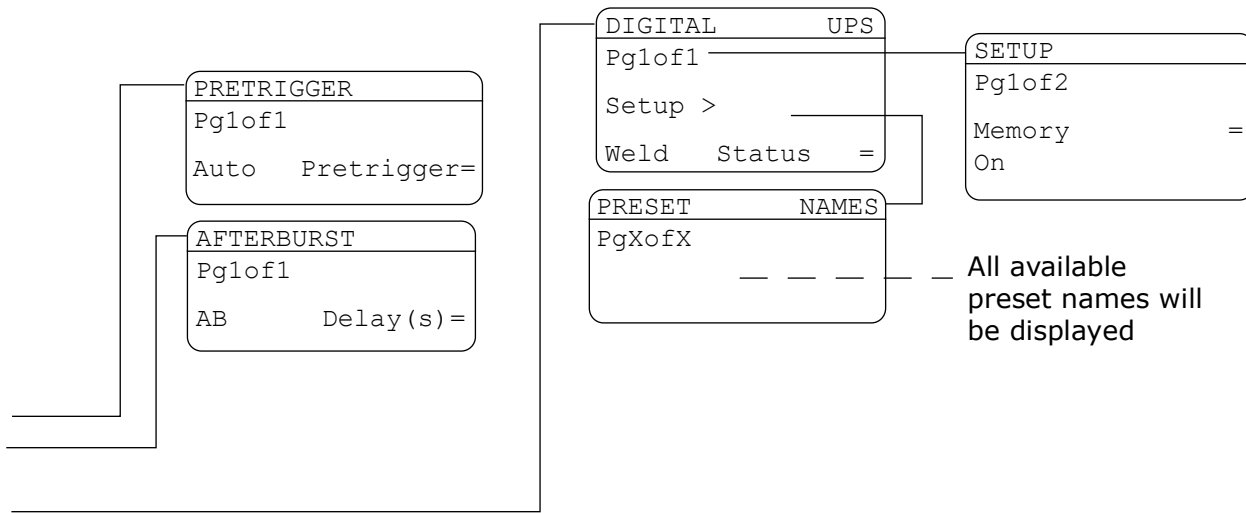 PRETRIGGER
Pg1of1
Auto Pretrigger=
AFTERBURST
Pg1of1
AB Delay(s)=
DIGITAL UPS
Pg1of1
Setup >
Weld Status =
PRESET NAMES
PgXofX
SETUP
Pg1of2
Memory =
On
All available
preset names will
be displayed